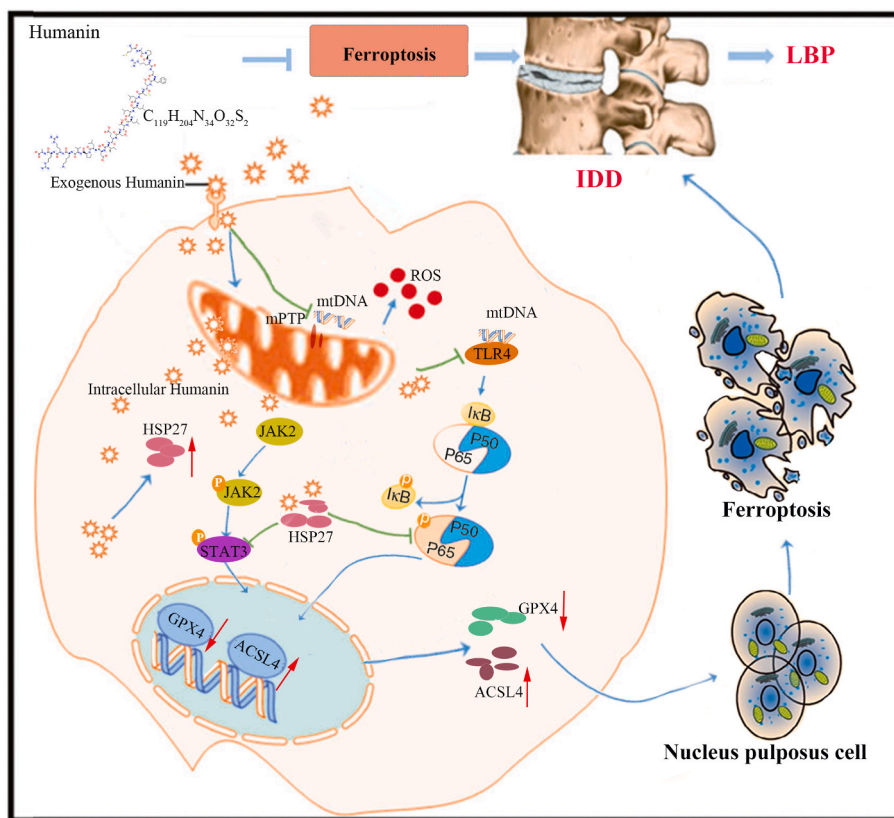 Humanin
Ferroptosis
LBP
C119H204N34O32S2
Exogenous Humanin
IDD
ROS
mtDNA
mPTP
mtDNA
TLR4
Intracellular Humanin
HSP27
JAK2
IκB
P50
P65
P
JAK2
P
IκB
P
STAT3
HSP27
P
P50
P65
GPX4
ACSL4
GPX4
ACSL4
Ferroptosis
Nucleus pulposus cell